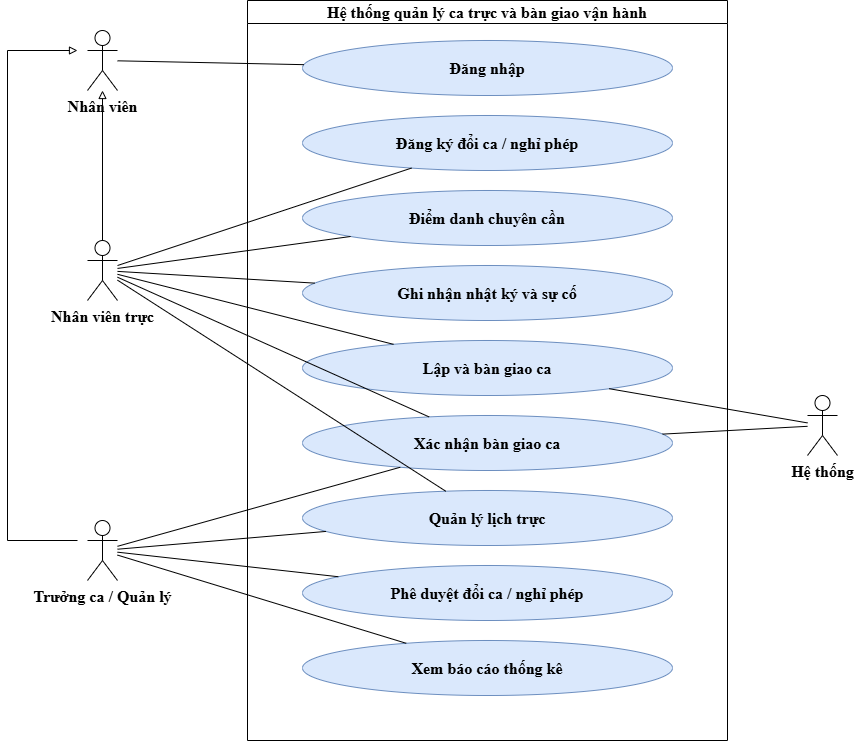 Hệ thống quản lý ca trực và bàn giao vận hành
Đăng nhập
Nhân viên
Đăng ký đổi ca / nghỉ phép
Điểm danh chuyên cần
Ghi nhận nhật ký và sự cố
Nhân viên trực
Lập và bàn giao ca
Xác nhận bàn giao ca
Hệ thống
Quản lý lịch trực
Phê duyệt đổi ca / nghỉ phép
Trưởng ca / Quản lý
Xem báo cáo thống kê